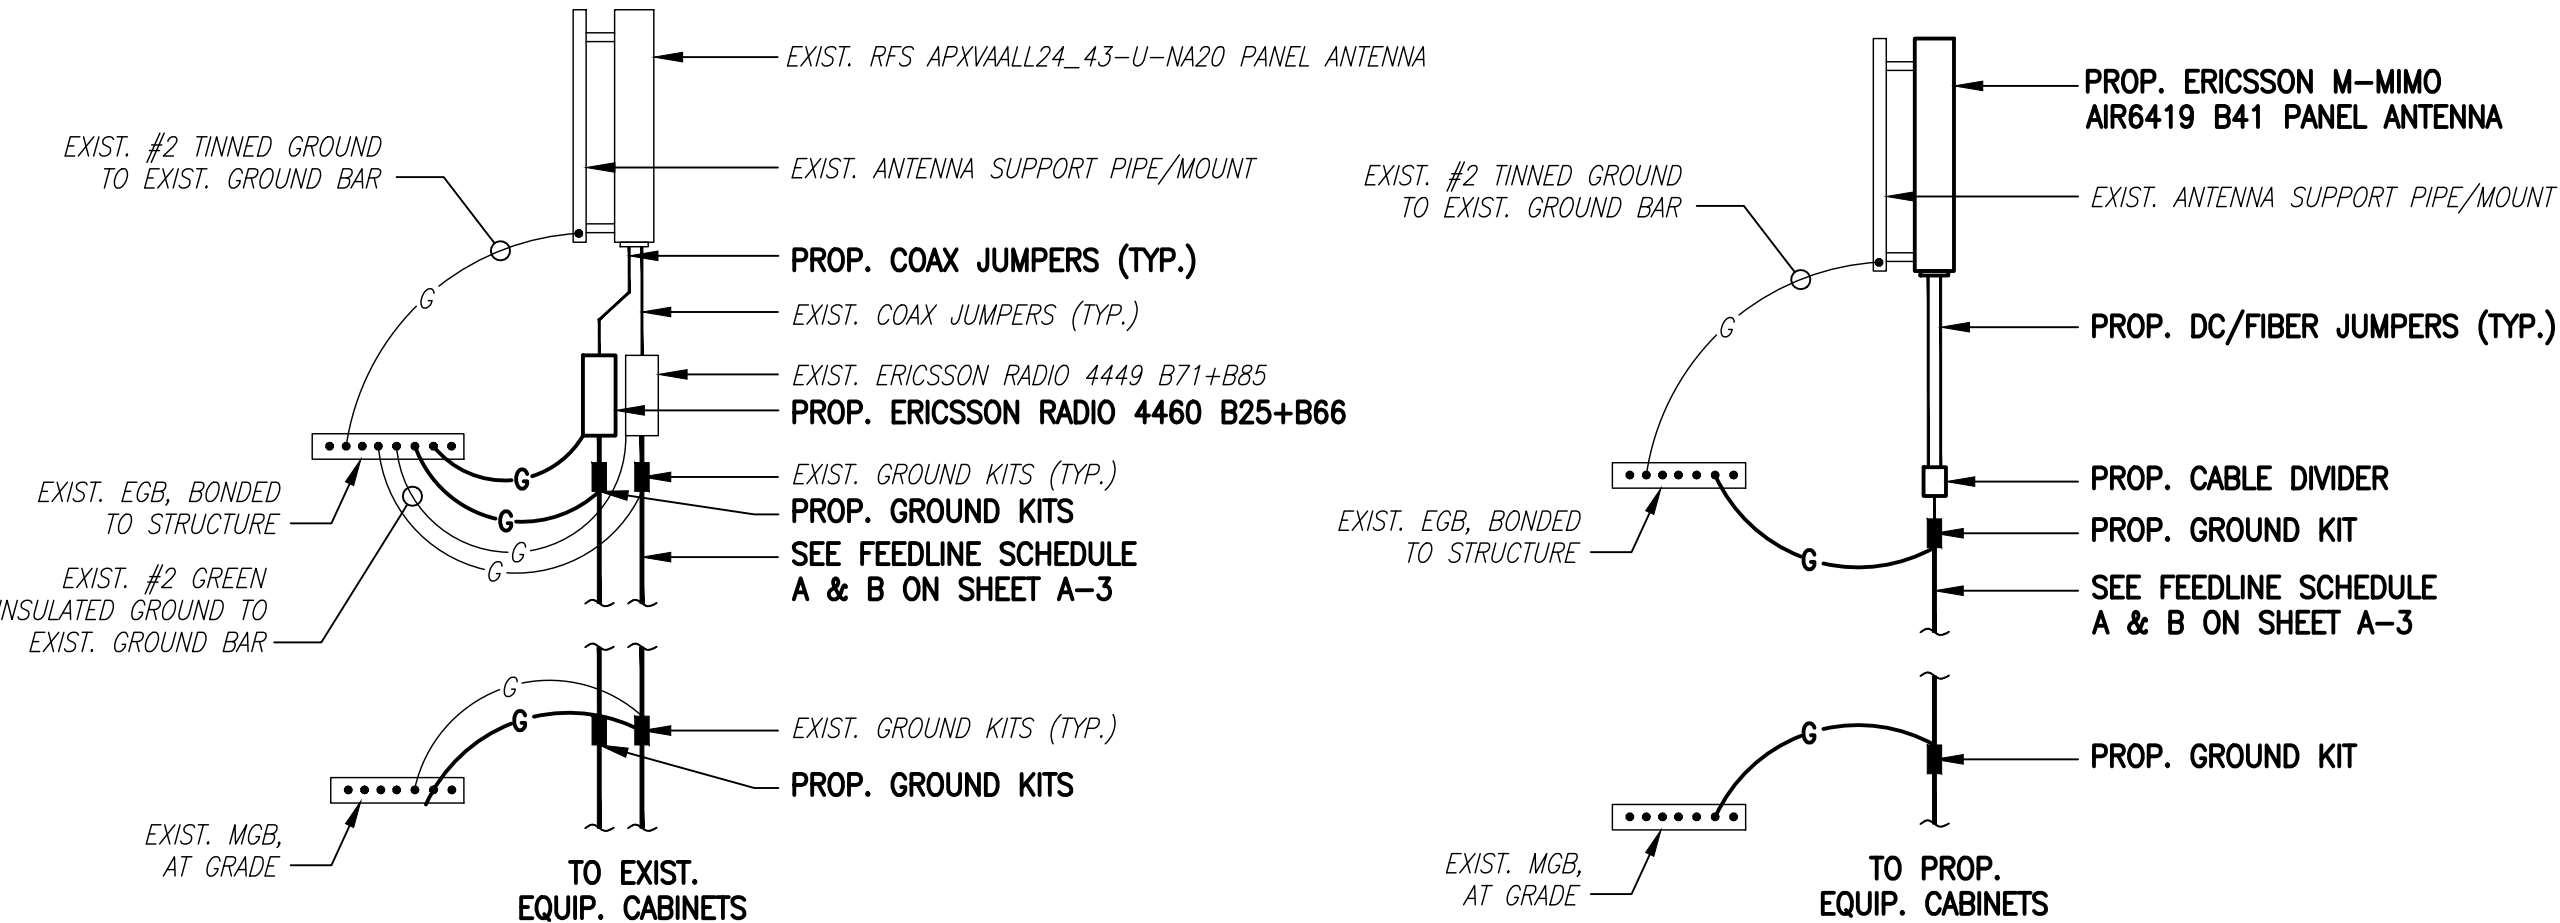 EXIST. RFS APXVAALL24_43-U-NA20 PANEL ANTENNA
EXIST. #2 TINNED GROUND
TO EXIST. GROUND BAR
EXIST. ANTENNA SUPPORT PIPE/MOUNT
PROP. COAX JUMPERS (TYP.)
G
EXIST. COAX JUMPERS (TYP.)
EXIST. ERICSSON RADIO 4449 B71+B85
PROP. ERICSSON RADIO 4460 B25+B66
G
EXIST. GROUND KITS (TYP.)
EXIST. EGB, BONDED
TO STRUCTURE
G
PROP. GROUND KITS
G
G
SEE FEEDLINE SCHEDULE
A & B ON SHEET A-3
EXIST. #2 GREEN
INSULATED GROUND TO
EXIST. GROUND BAR
G
G
EXIST. GROUND KITS (TYP.)
PROP. GROUND KITS
EXIST. MGB,
AT GRADE
TO EXIST.
EQUIP. CABINETS
PROP. ERICSSON M-MIMO
AIR6419 B41 PANEL ANTENNA
EXIST. #2 TINNED GROUND
TO EXIST. GROUND BAR
EXIST. ANTENNA SUPPORT PIPE/MOUNT
G
PROP. DC/FIBER JUMPERS (TYP.)
PROP. CABLE DIVIDER
EXIST. EGB, BONDED
TO STRUCTURE
PROP. GROUND KIT
G
SEE FEEDLINE SCHEDULE
A & B ON SHEET A-3
G
PROP. GROUND KIT
EXIST. MGB,
AT GRADE
TO PROP.
EQUIP. CABINETS